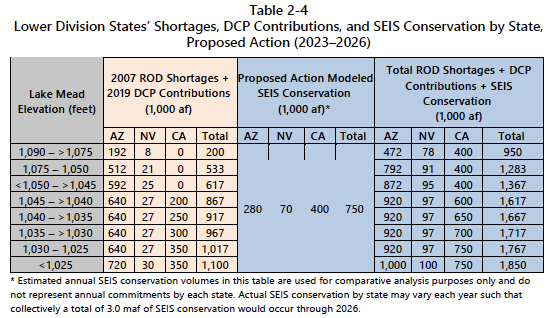 Table 2-4
Lower Division States’ Shortages, DCP Contributions, and SEIS Conservation by State,
Proposed Action (2023–2026)
Lake Mead Elevation (feet) | 2007 ROD Shortages + 2019 DCP Contributions (1,000 af) | Proposed Action Modeled SEIS Conservation (1,000 af)* | Total ROD Shortages + DCP Contributions + SEIS Conservation (1,000 af)
AZ NV CA Total | AZ NV CA Total | AZ NV CA Total
1,090 – >1,075 192 8 0 200 472 78 400 950
1,075 – 1,050 512 21 0 533 792 91 400 1,283
<1,050 – >1,045 592 25 0 617 872 95 400 1,367
1,045 – >1,040 640 27 200 867 920 97 600 1,617
1,040 – >1,035 640 27 250 917 280 70 400 750 920 97 650 1,667
1,035 – >1,030 640 27 300 967 920 97 700 1,717
1,030 – 1,025 640 27 350 1,017 920 97 750 1,767
<1,025 720 30 350 1,100 1,000 100 750 1,850
* Estimated annual SEIS conservation volumes in this table are used for comparative analysis purposes only and do
not represent annual commitments by each state. Actual SEIS conservation by state may vary each year such that
collectively a total of 3.0 maf of SEIS conservation would occur through 2026.